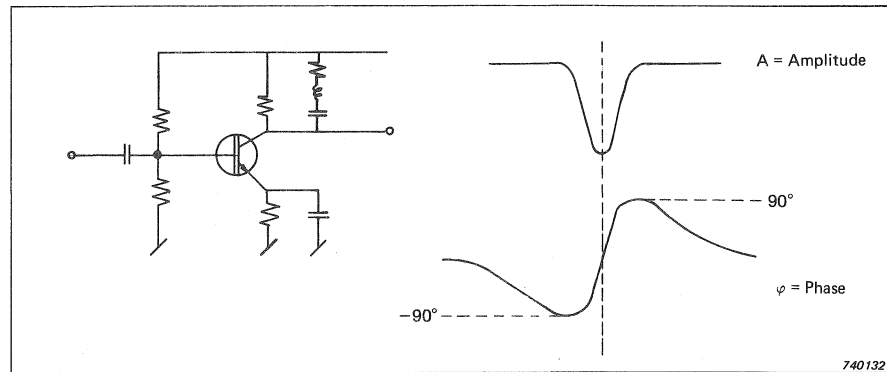 A = Amplitude
90°
φ = Phase
−90°
740132